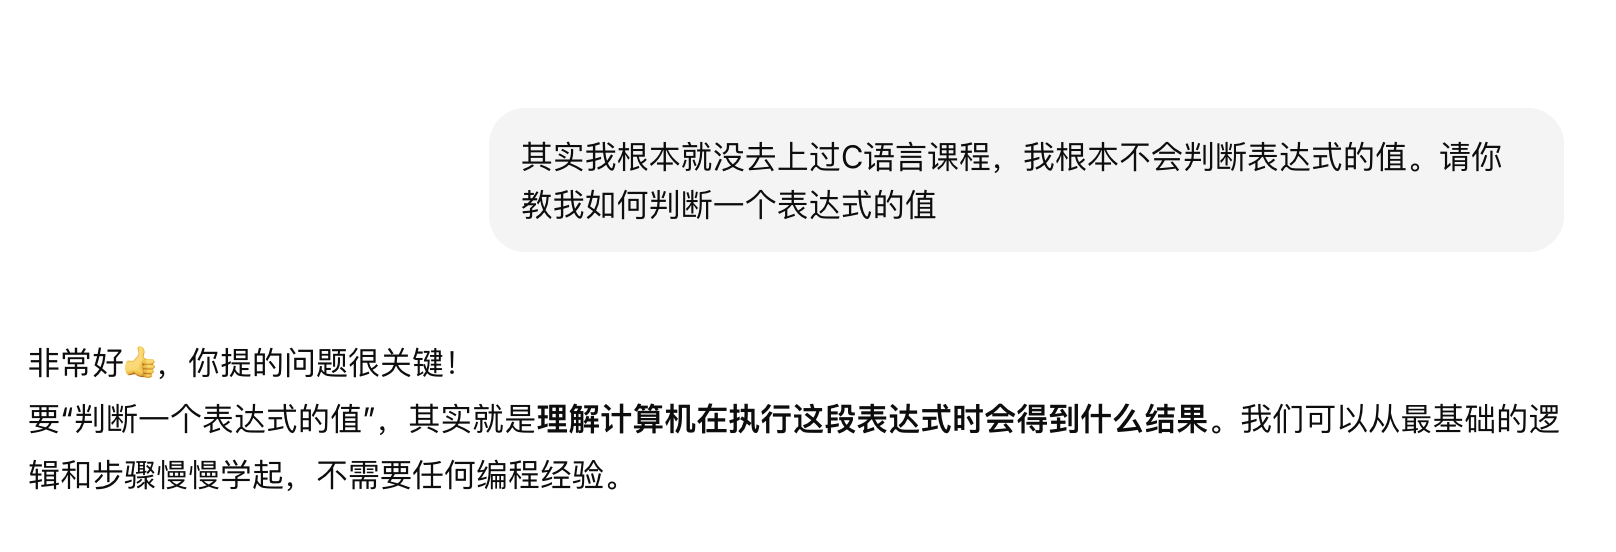 其实我根本就没去上过C语言课程，我根本不会判断表达式的值。请你
教我如何判断一个表达式的值
非常好👍，你提的问题很关键！
要“判断一个表达式的值”，其实就是理解计算机在执行这段表达式时会得到什么结果。我们可以从最基础的逻
辑和步骤慢慢学起，不需要任何编程经验。